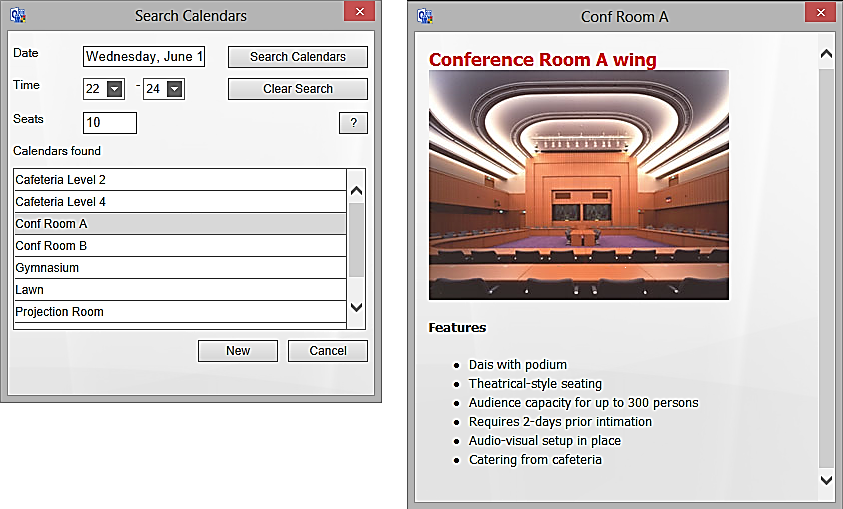 Search Calendars
Date
Wednesday, June 1
Search Calendars
Time
22
-
24
Clear Search
Seats
10
?
Calendars found
Cafeteria Level 2
Cafeteria Level 4
Conf Room A
Conf Room B
Gymnasium
Lawn
Projection Room
New
Cancel
Conf Room A
Conference Room A wing
Features
• Dais with podium
• Theatrical-style seating
• Audience capacity for up to 300 persons
• Requires 2-days prior intimation
• Audio-visual setup in place
• Catering from cafeteria